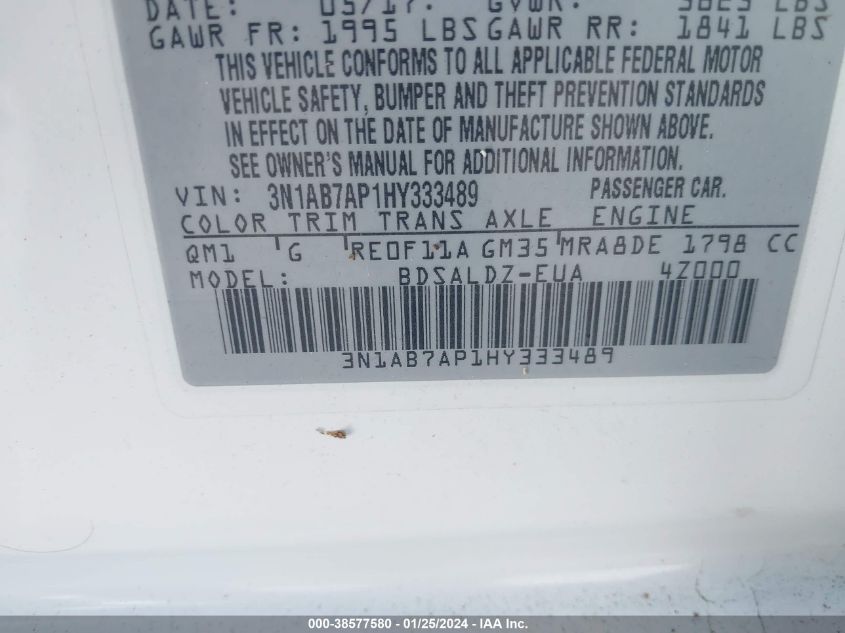 DATE: 05/17. GVWR: 3825 LBS
GAWR FR: 1995 LBS GAWR RR: 1841 LBS
THIS VEHICLE CONFORMS TO ALL APPLICABLE FEDERAL MOTOR
VEHICLE SAFETY, BUMPER AND THEFT PREVENTION STANDARDS
IN EFFECT ON THE DATE OF MANUFACTURE SHOWN ABOVE.
SEE OWNER'S MANUAL FOR ADDITIONAL INFORMATION.
VIN: 3N1AB7AP1HY333489 PASSENGER CAR.
COLOR TRIM TRANS AXLE ENGINE
QM1 G RE0F11A GM35 MRA8DE 1798 CC
MODEL: BDSALDZ-EUA 4Z000
3N1AB7AP1HY333489
000-38577580 - 01/25/2024 - IAA Inc.